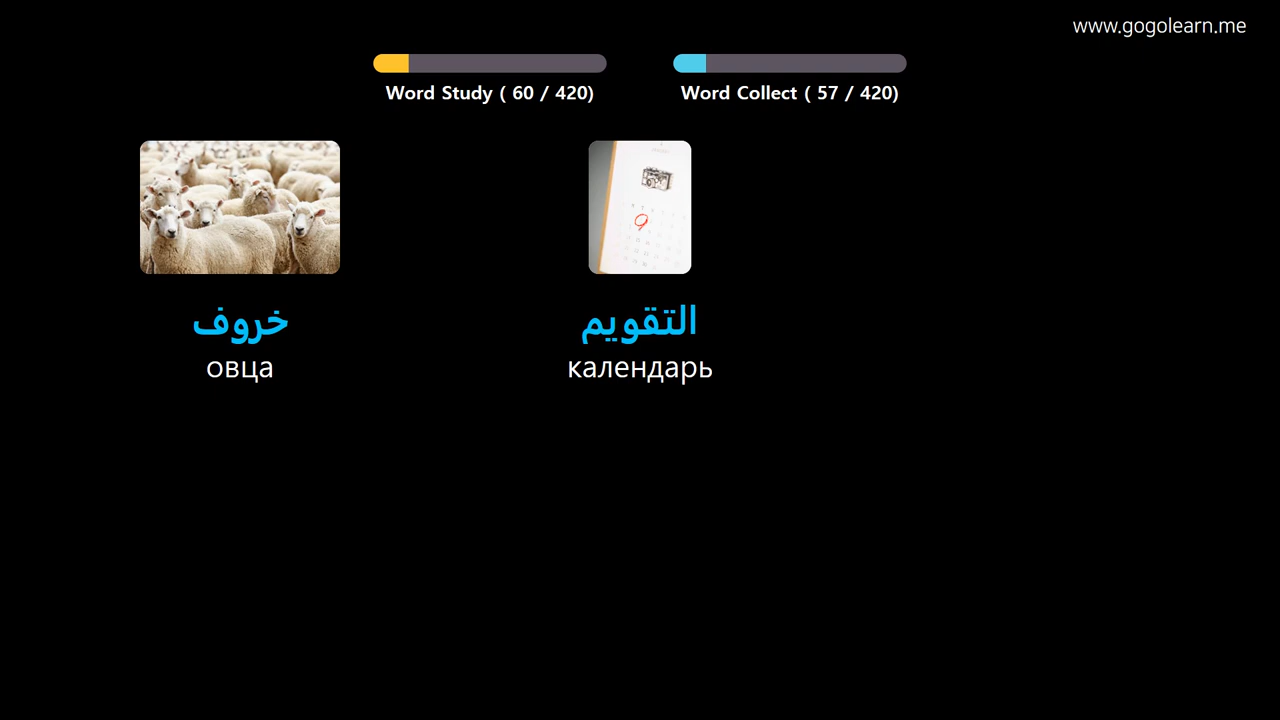 www.gogolearn.me
Word Study ( 60 / 420)
Word Collect ( 57 / 420)
خروف
овца
التقويم
календарь